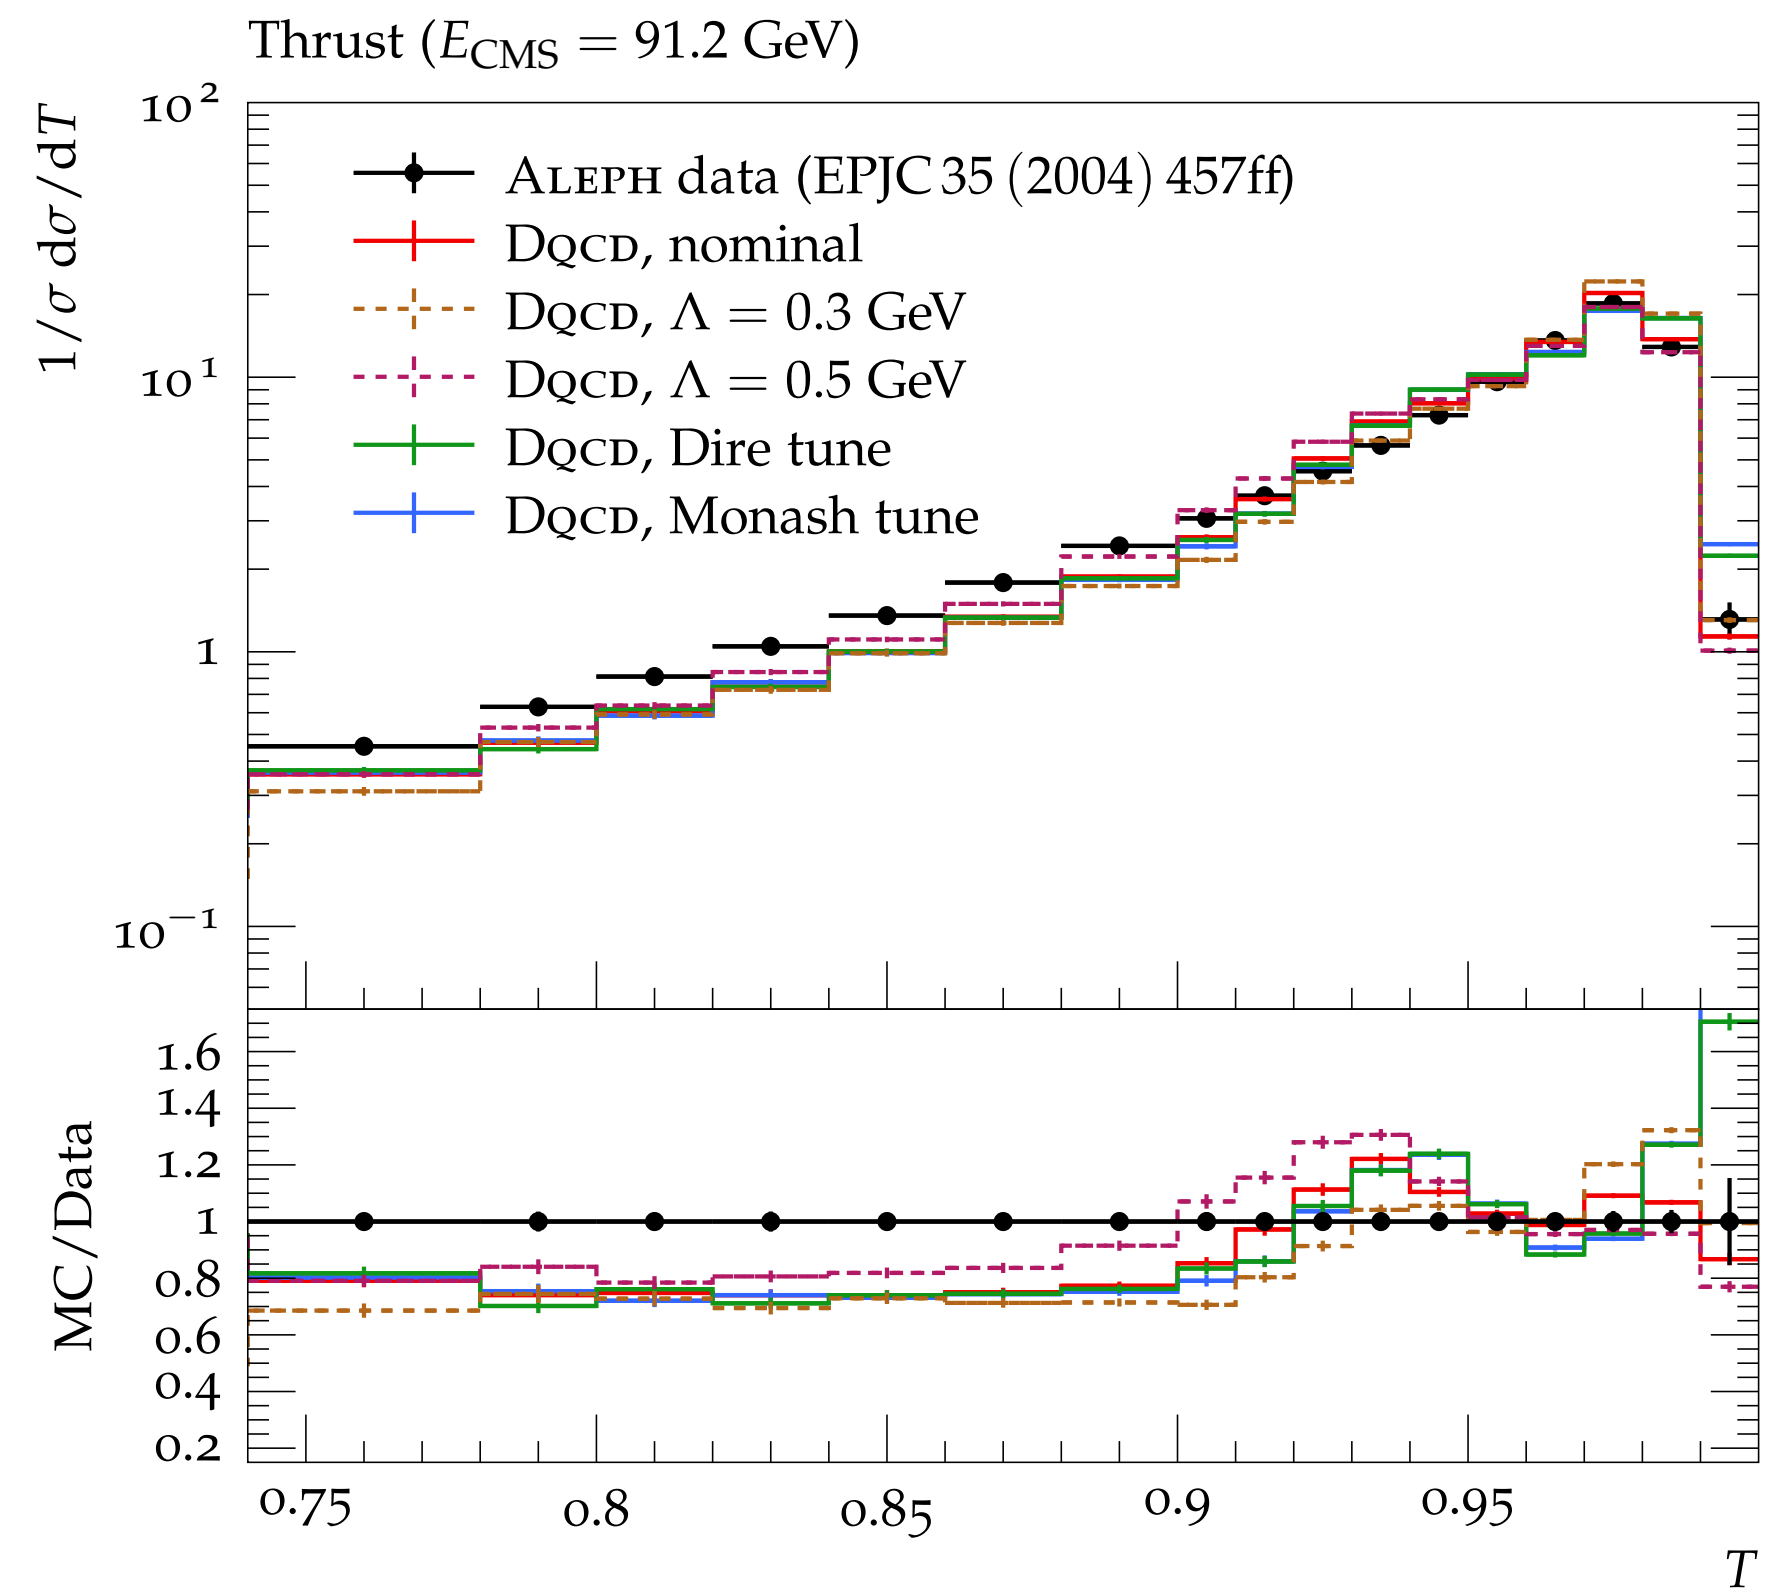 Thrust (E_CMS = 91.2 GeV)
1/σ dσ/dT
10^2
10^1
1
10^−1
ALEPH data (EPJC 35 (2004) 457ff)
DQCD, nominal
DQCD, Λ = 0.3 GeV
DQCD, Λ = 0.5 GeV
DQCD, Dire tune
DQCD, Monash tune
MC/Data
1.6
1.4
1.2
1
0.8
0.6
0.4
0.2
0.75 0.8 0.85 0.9 0.95
T